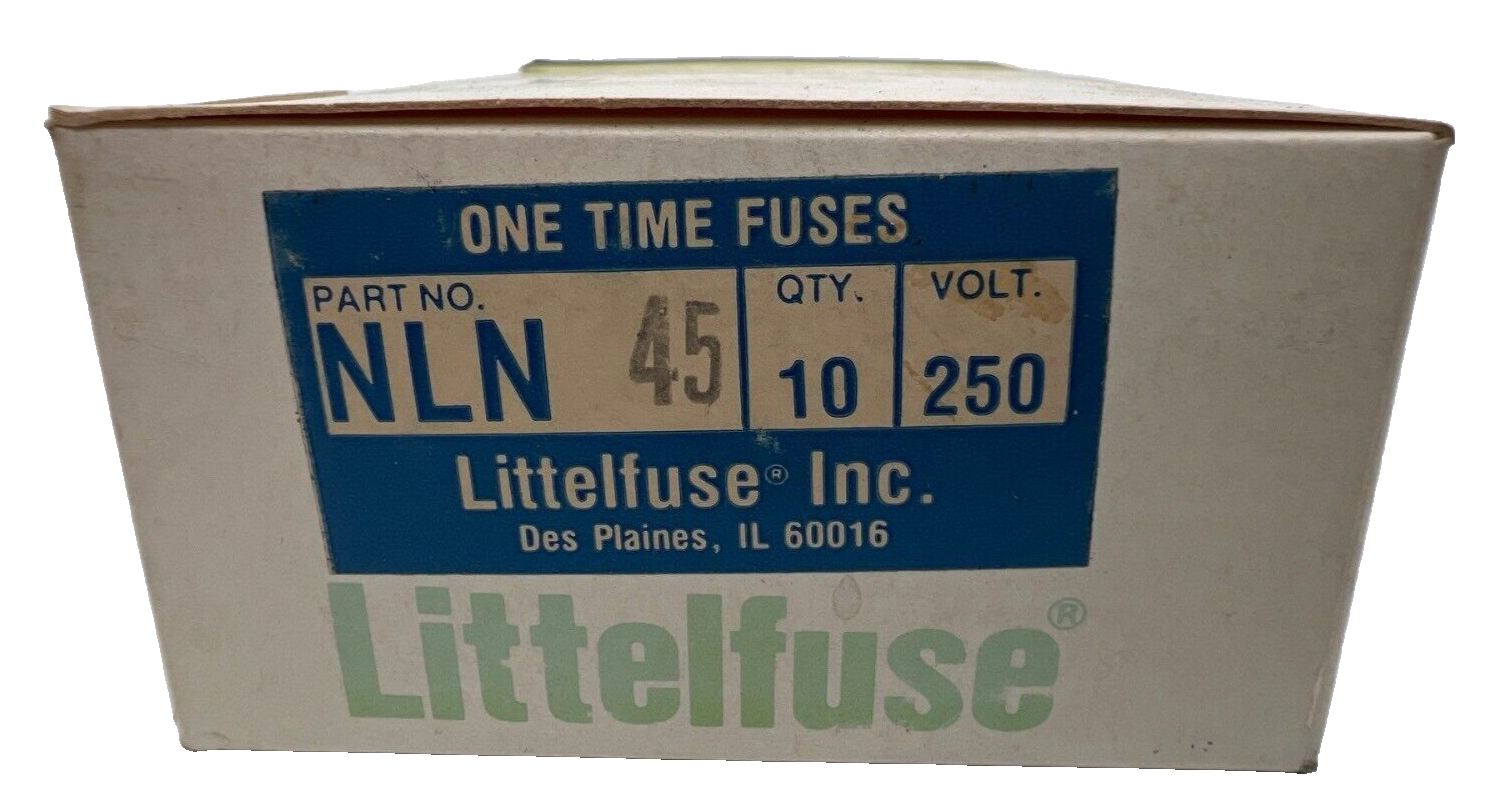 ONE TIME FUSES
PART NO. QTY. VOLT.
NLN 45 10 250
Littelfuse® Inc.
Des Plaines, IL 60016
Littelfuse®